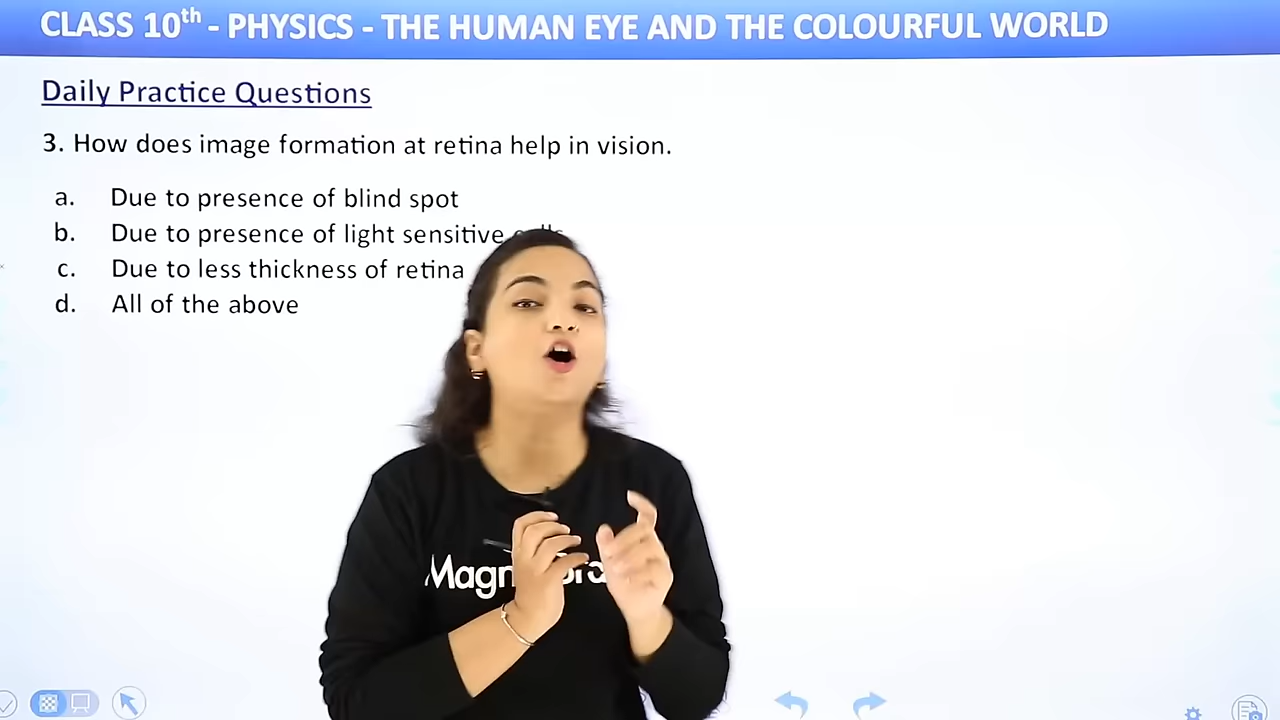 CLASS 10th - PHYSICS - THE HUMAN EYE AND THE COLOURFUL WORLD
Daily Practice Questions
3. How does image formation at retina help in vision.
a. Due to presence of blind spot
b. Due to presence of light sensitive
c. Due to less thickness of retina
d. All of the above